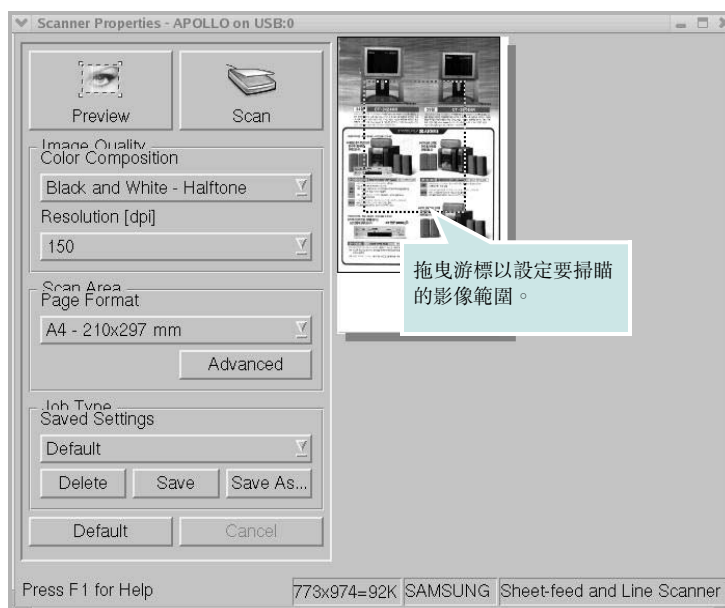 Scanner Properties - APOLLO on USB:0
Preview
Scan
Image Quality
Color Composition
Black and White - Halftone
Resolution [dpi]
150
Scan Area
Page Format
A4 - 210x297 mm
Advanced
Job Type
Saved Settings
Default
Delete
Save
Save As...
Default
Cancel
拖曳游標以設定要掃瞄
的影像範圍。
Press F1 for Help
773x974=92K
SAMSUNG
Sheet-feed and Line Scanner